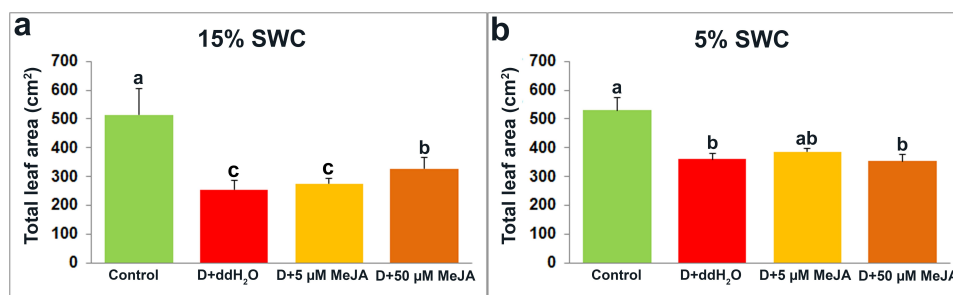 a
15% SWC
Total leaf area (cm²)
700
600
500
400
300
200
100
0
a
c
c
b
Control
D+ddH₂O
D+5 µM MeJA
D+50 µM MeJA
b
5% SWC
Total leaf area (cm²)
700
600
500
400
300
200
100
0
a
b
ab
b
Control
D+ddH₂O
D+5 µM MeJA
D+50 µM MeJA